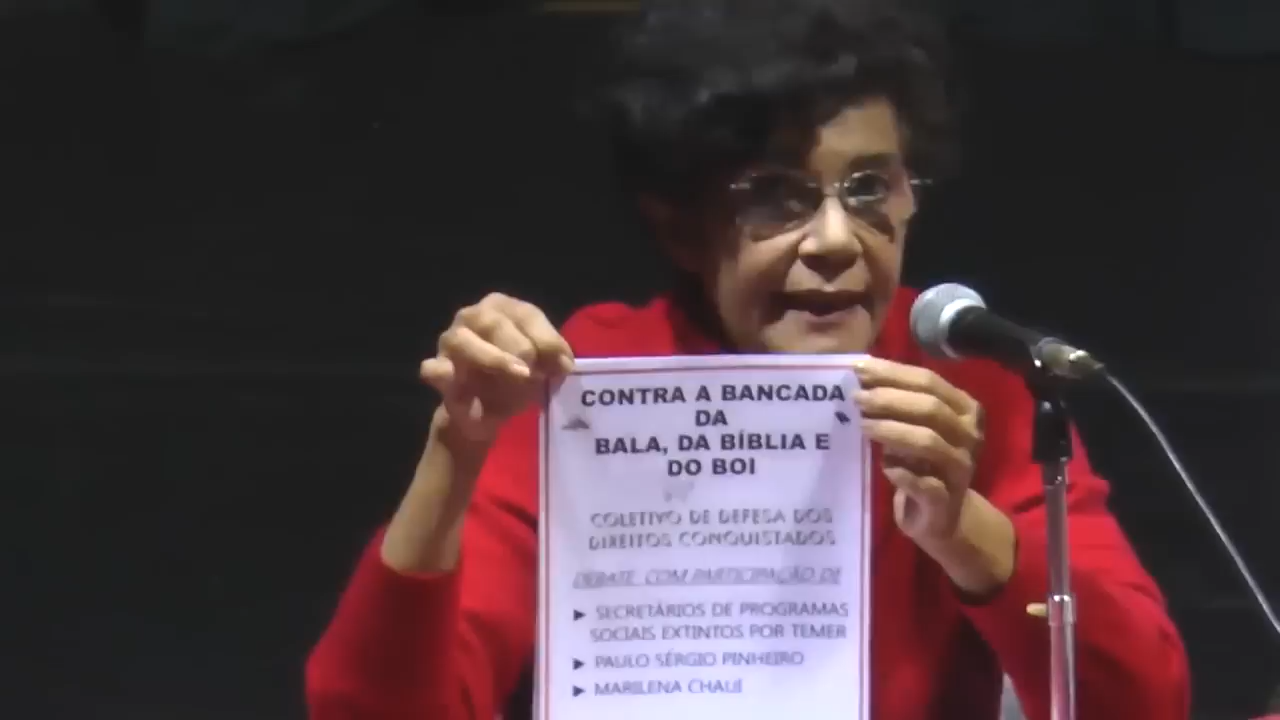 CONTRA A BANCADA
DA
BALA, DA BÍBLIA E
DO BOI
COLETIVO DE DEFESA DOS
DIREITOS CONQUISTADOS
DEBATE COM PARTICIPAÇÃO DE
► SECRETÁRIOS DE PROGRAMAS
SOCIAIS EXTINTOS POR TEMER
► PAULO SÉRGIO PINHEIRO
► MARILENA CHAUÍ